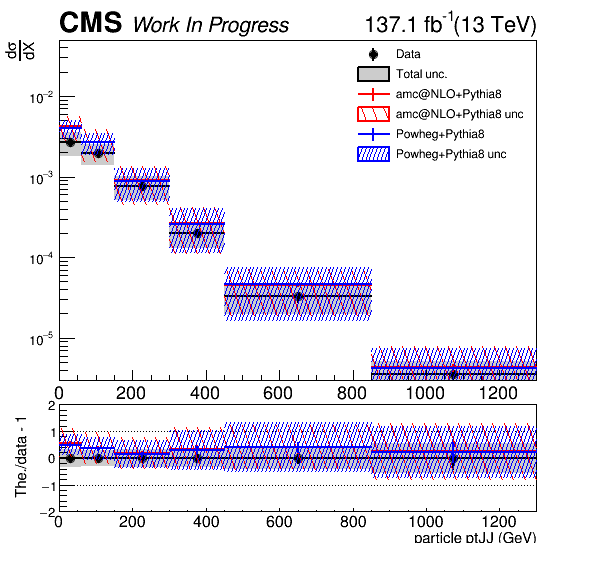 CMS Work In Progress 137.1 fb⁻¹(13 TeV)
dσ
dX
Data
Total unc.
amc@NLO+Pythia8
amc@NLO+Pythia8 unc
Powheg+Pythia8
Powheg+Pythia8 unc
10⁻²
10⁻³
10⁻⁴
10⁻⁵
0 200 400 600 800 1000 1200
The./data - 1
2
1
0
−1
−2
0 200 400 600 800 1000 1200
particle ptJJ (GeV)